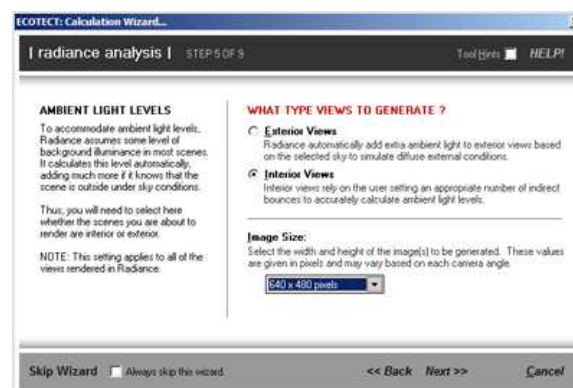 ECOTECT: Calculation Wizard...
| radiance analysis | STEP 5 OF 9 Tool Hints HELP!
AMBIENT LIGHT LEVELS
To accommodate ambient light levels,
Radiance assumes some level of
background illuminance in most scenes.
It calculates this level automatically,
adding much more if it knows that the
scene is outside under sky conditions.
Thus, you will need to select here
whether the scenes you are about to
render are interior or exterior.
NOTE: This setting applies to all of the
views rendered in Radiance.
WHAT TYPE VIEWS TO GENERATE ?
Exterior Views
Radiance automatically add extra ambient light to exterior views based
on the selected sky to simulate diffuse external conditions.
Interior Views
Interior views rely on the user setting an appropriate number of indirect
bounces to accurately calculate ambient light levels.
Image Size:
Select the width and height of the image(s) to be generated. These values
are given in pixels and may vary based on each camera angle.
640 x 480 pixels
Skip Wizard Always skip this wizard. << Back Next >> Cancel